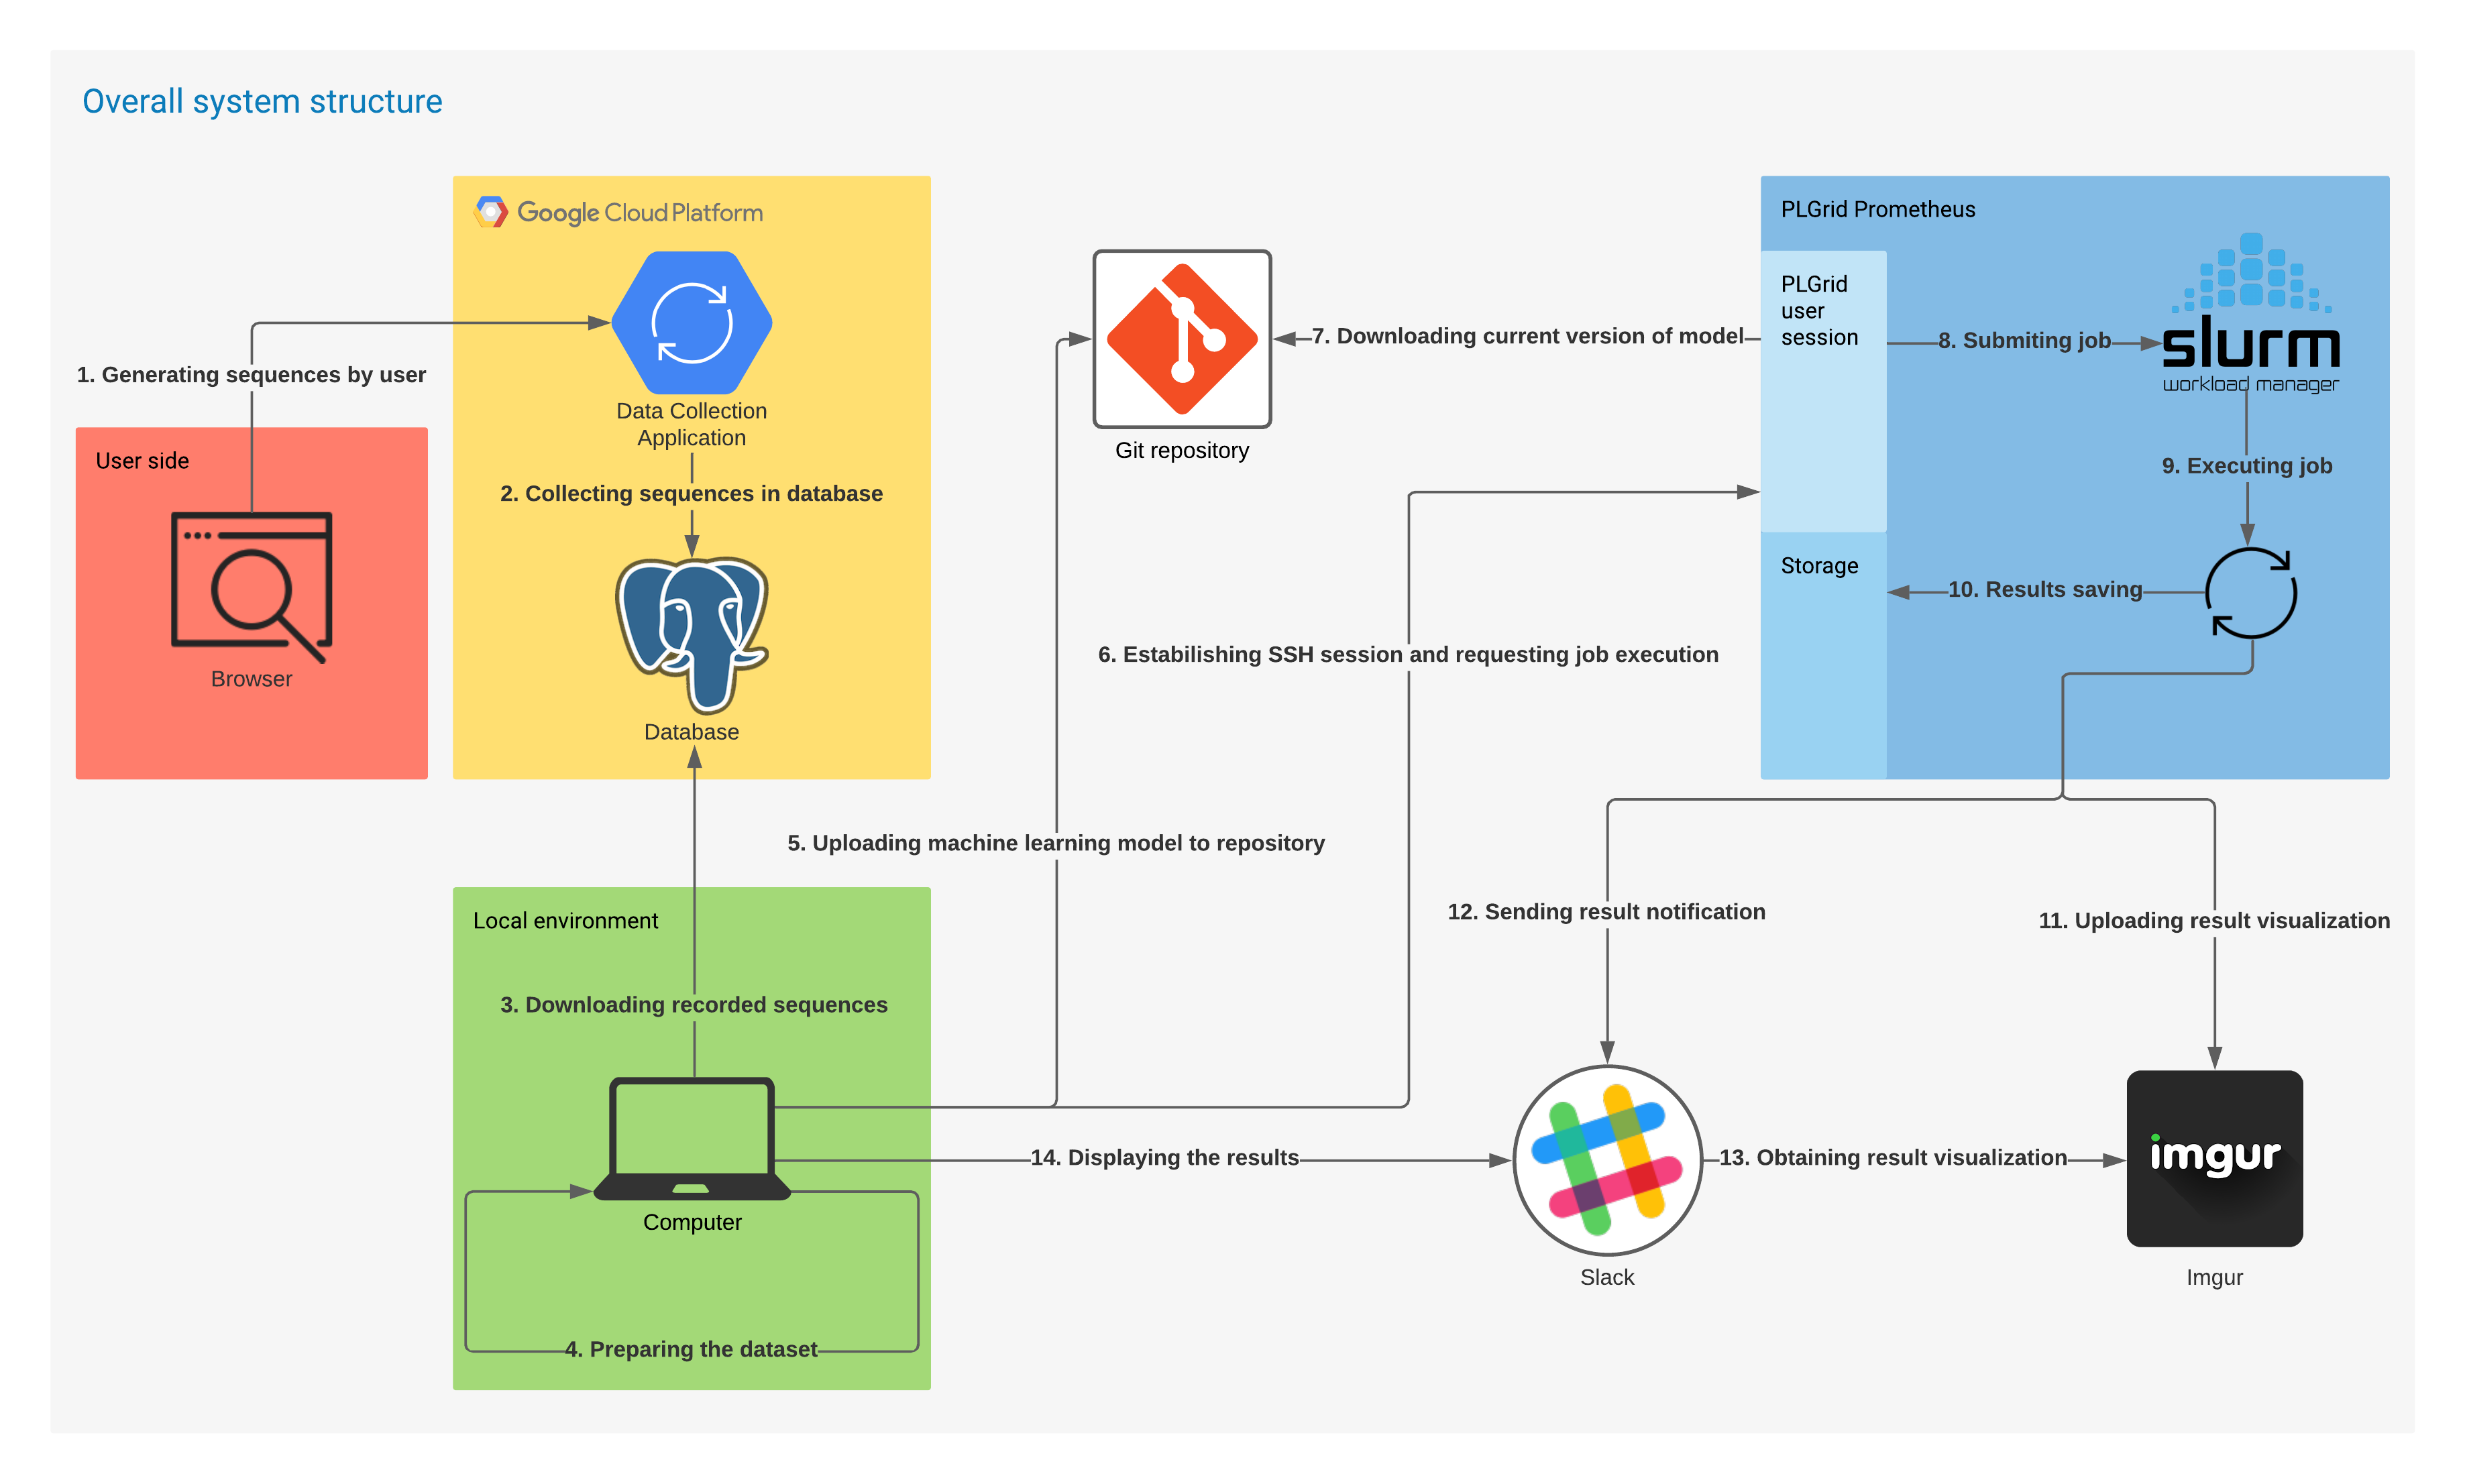 Overall system structure
Google Cloud Platform
PLGrid Prometheus
PLGrid
user
session
slurm
workload manager
7. Downloading current version of model
8. Submiting job
1. Generating sequences by user
Data Collection
Application
Git repository
User side
9. Executing job
2. Collecting sequences in database
Storage
10. Results saving
6. Estabilishing SSH session and requesting job execution
Browser
Database
5. Uploading machine learning model to repository
Local environment
12. Sending result notification
11. Uploading result visualization
3. Downloading recorded sequences
14. Displaying the results
13. Obtaining result visualization
imgur
Computer
Slack
Imgur
4. Preparing the dataset